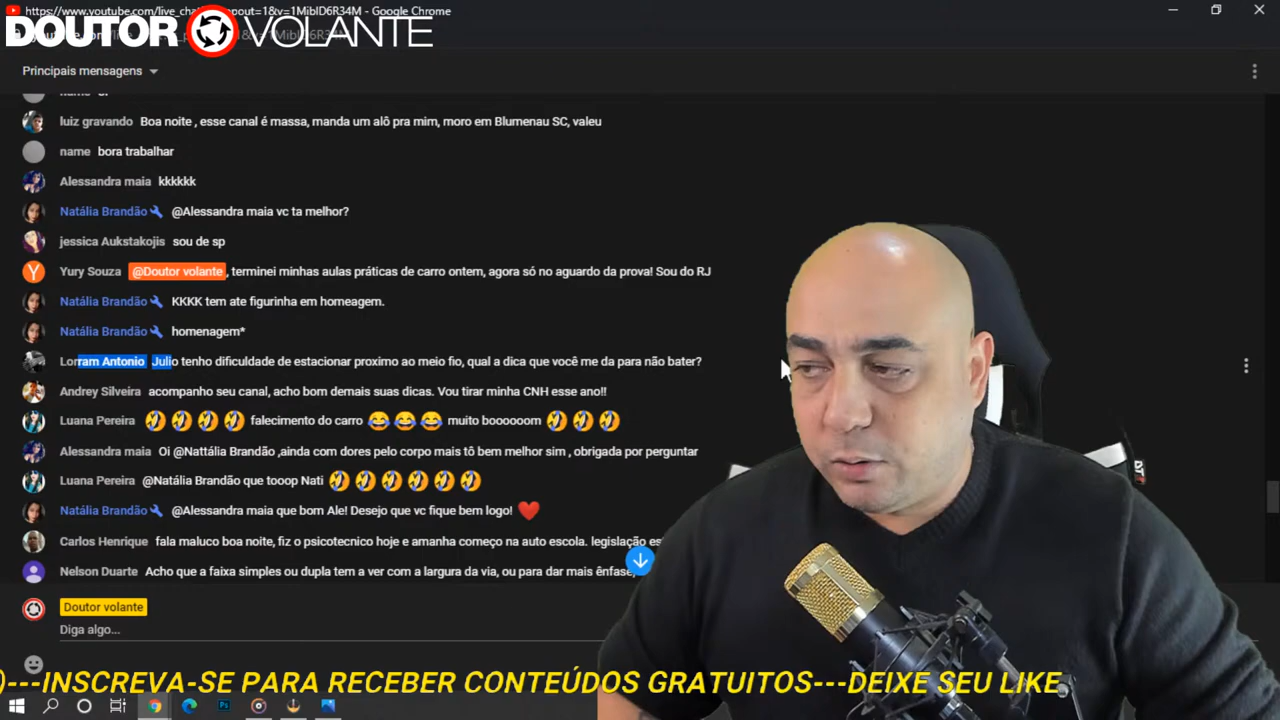 https://www.youtube.com/live_cha
opout=1&v=1MibID6R34M - Google Chrome
DOUTOR VOLANTE
Principais mensagens
luiz gravando Boa noite , esse canal é massa, manda um alô pra mim, moro em Blumenau SC, valeu
name bora trabalhar
Alessandra maia kkkkkk
Natália Brandão @Alessandra maia vc ta melhor?
jessica Aukstakojis sou de sp
Yury Souza @Doutor volante, terminei minhas aulas práticas de carro ontem, agora só no aguardo da prova! Sou do RJ
Natália Brandão KKKK tem ate figurinha em homeagem.
Natália Brandão homenagem*
Lorram Antonio Julio tenho dificuldade de estacionar proximo ao meio fio, qual a dica que você me da para não bater?
Andrey Silveira acompanho seu canal, acho bom demais suas dicas. Vou tirar minha CNH esse ano!!
Luana Pereira 🤣🤣🤣🤣 falecimento do carro 😂😂😂 muito boooooom 🤣🤣🤣
Alessandra maia Oi @Nattália Brandão ,ainda com dores pelo corpo mais tô bem melhor sim , obrigada por perguntar
Luana Pereira @Natália Brandão que tooop Nati 🤣🤣🤣🤣🤣🤣
Natália Brandão @Alessandra maia que bom Ale! Desejo que vc fique bem logo! ❤️
Carlos Henrique fala maluco boa noite, fiz o psicotecnico hoje e amanha começo na auto escola. legislação es
Nelson Duarte Acho que a faixa simples ou dupla tem a ver com a largura da via, ou para dar mais ênfase,
Doutor volante
Diga algo...
)---INSCREVA-SE PARA RECEBER CONTEÚDOS GRATUITOS---DEIXE SEU LIKE